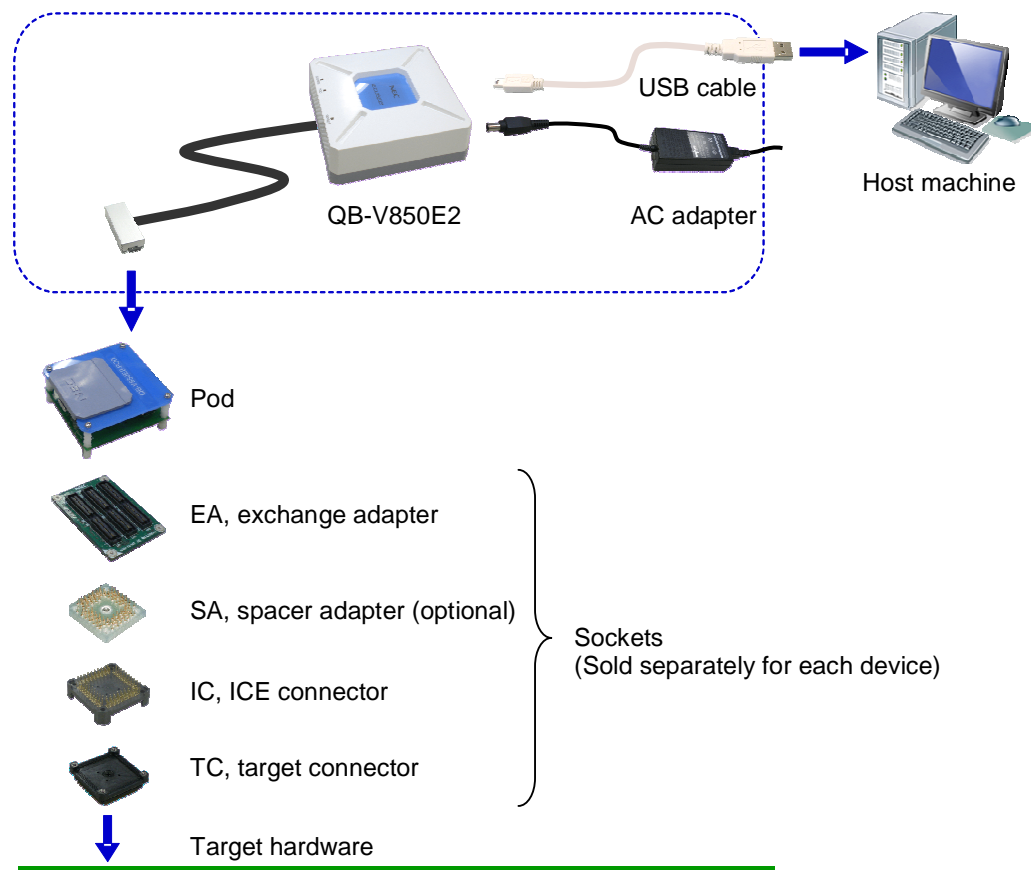 USB cable
Host machine
QB-V850E2
AC adapter
NEC
Pod
EA, exchange adapter
SA, spacer adapter (optional)
Sockets
(Sold separately for each device)
IC, ICE connector
TC, target connector
Target hardware